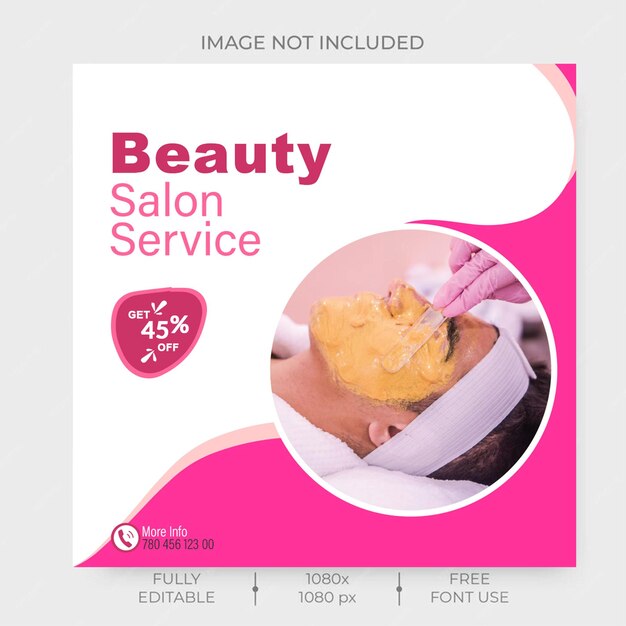 IMAGE NOT INCLUDED
Beauty
Salon
Service
GET
45%
OFF
More Info
780 456 123 00
FULLY
EDITABLE
1080x
1080 px
FREE
FONT USE